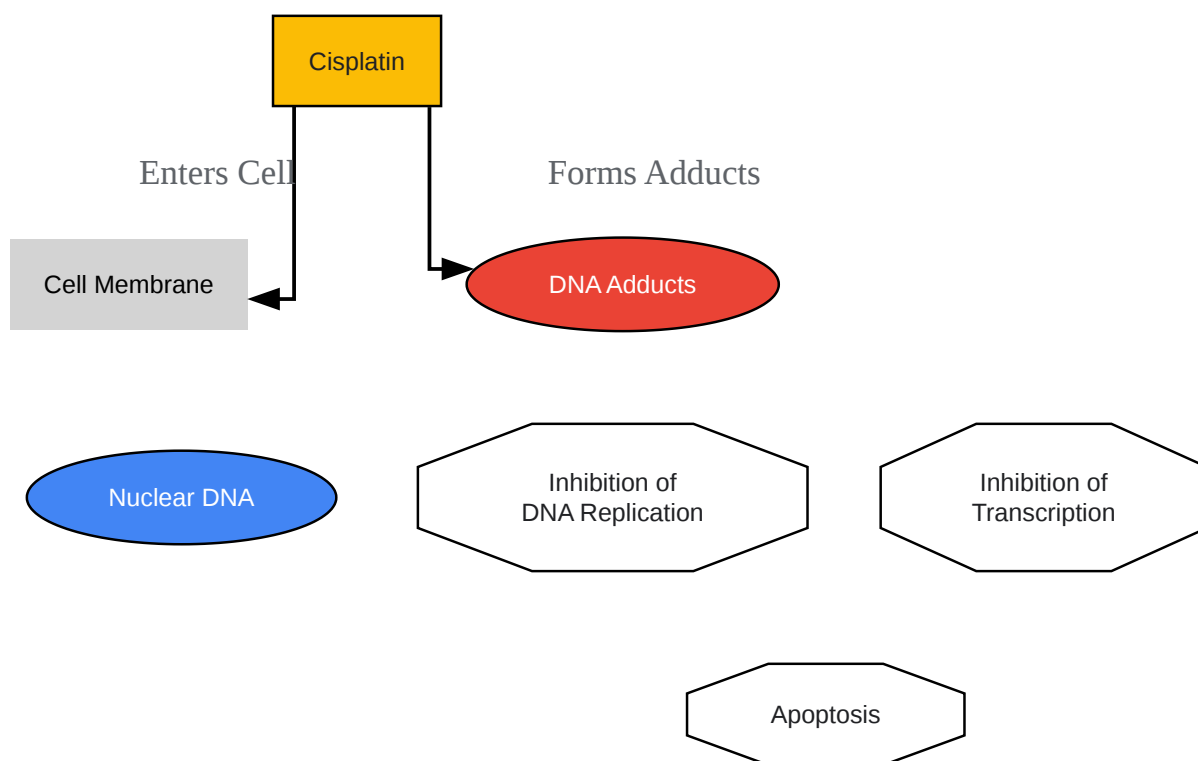 Cisplatin
Enters Cell
Forms Adducts
Cell Membrane
DNA Adducts
Nuclear DNA
Inhibition of
DNA Replication
Inhibition of
Transcription
Apoptosis